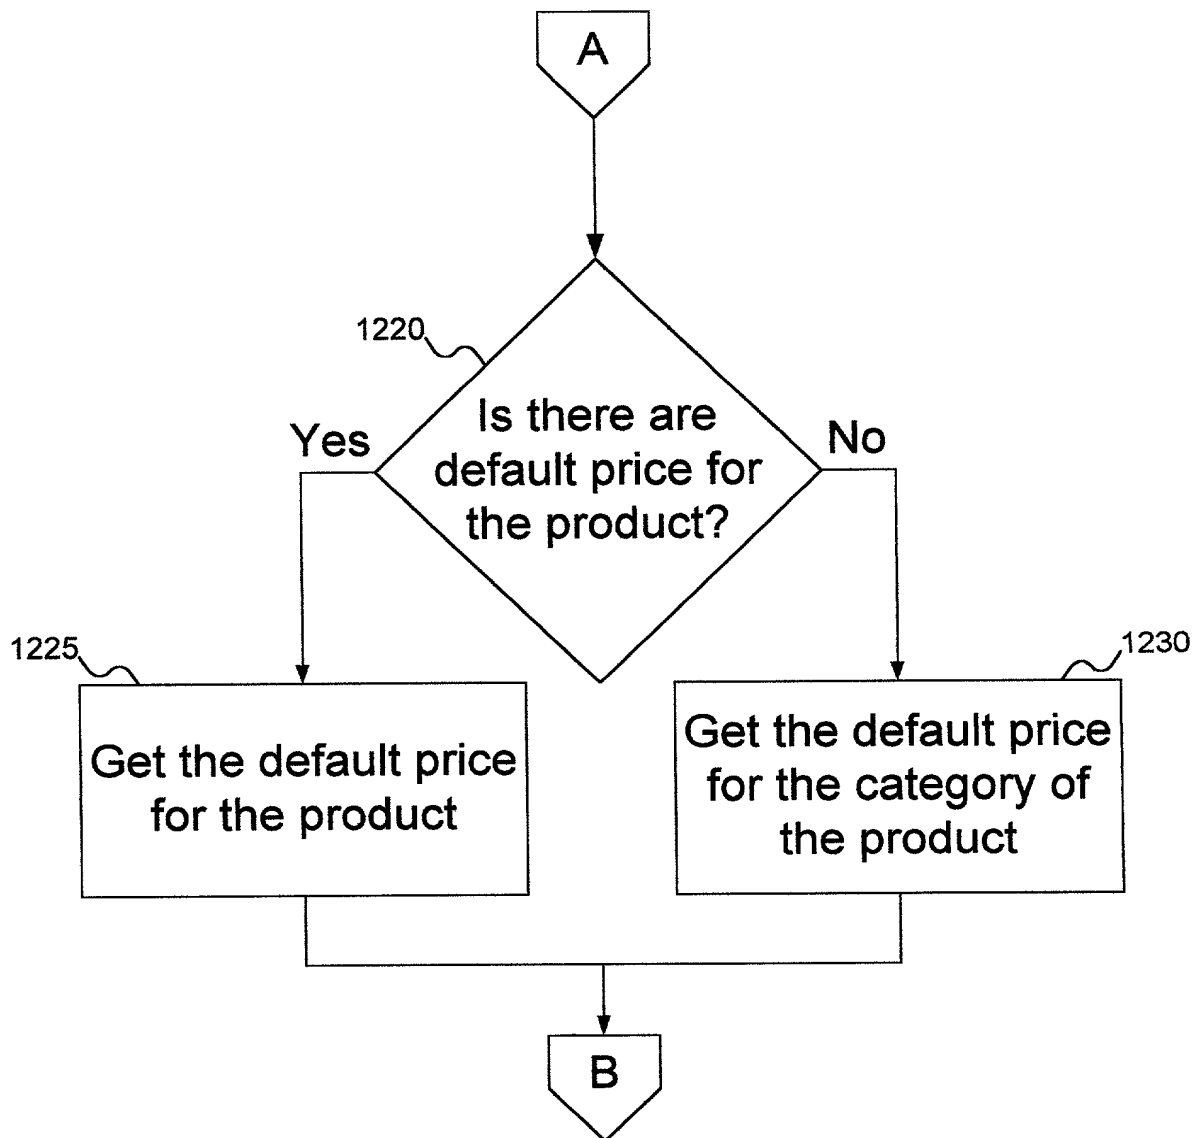 A
1220
Is there are
default price for
the product?
Yes
No
1225
Get the default price
for the product
1230
Get the default price
for the category of
the product
B